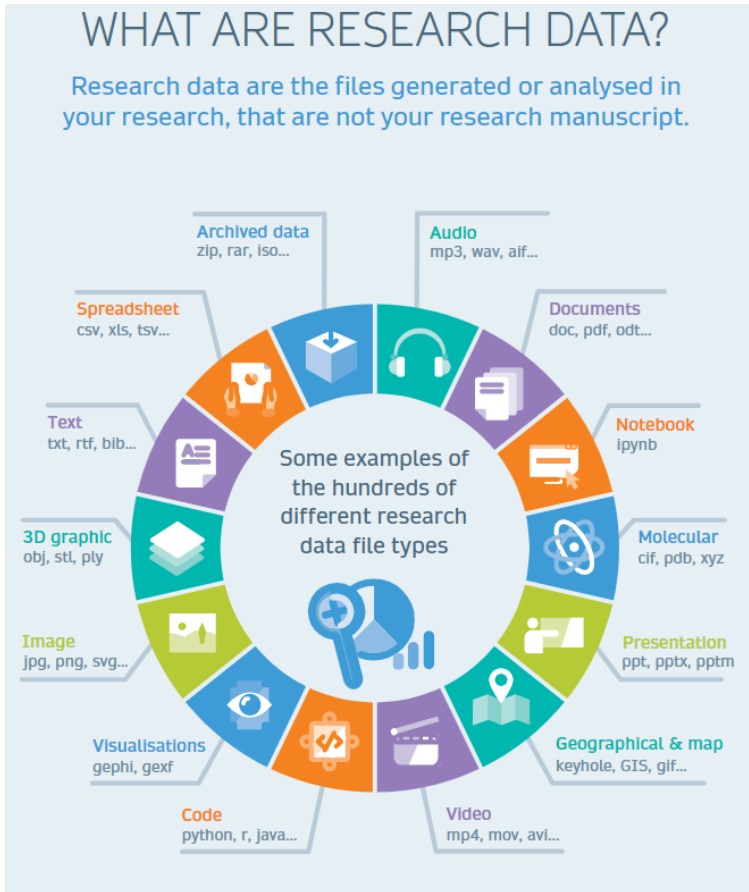 WHAT ARE RESEARCH DATA?
Research data are the files generated or analysed in
your research, that are not your research manuscript.
Archived data
zip, rar, iso...
Audio
mp3, wav, aif...
Spreadsheet
csv, xls, tsv...
Documents
doc, pdf, odt...
Text
txt, rtf, bib...
Notebook
ipynb
Some examples of
the hundreds of
different research
data file types
3D graphic
obj, stl, ply
Molecular
cif, pdb, xyz
Image
jpg, png, svg...
Presentation
ppt, pptx, pptm
Visualisations
gephi, gexf
Geographical & map
keyhole, GIS, gif...
Code
python, r, java...
Video
mp4, mov, avi...